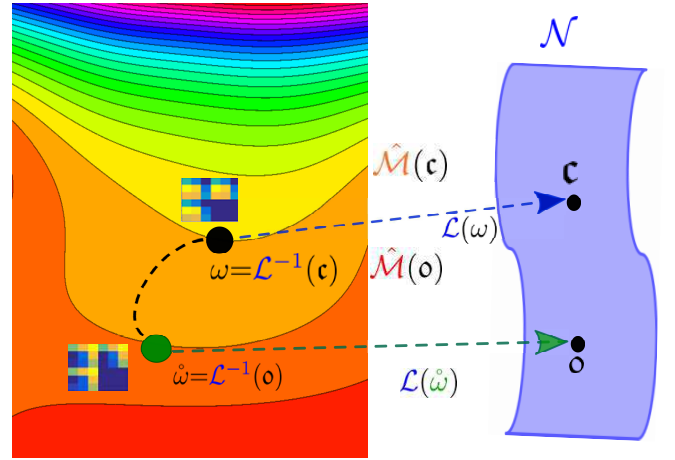 𝒩
ℳ̂(𝔠)
𝔠
ℒ(ω)
ω=ℒ⁻¹(𝔠)
ℳ̂(𝔬)
𝔬
ω̊=ℒ⁻¹(𝔬)
ℒ(ω̊)